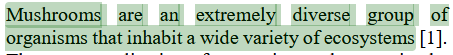 Mushrooms are an extremely diverse group of
organisms that inhabit a wide variety of ecosystems [1].